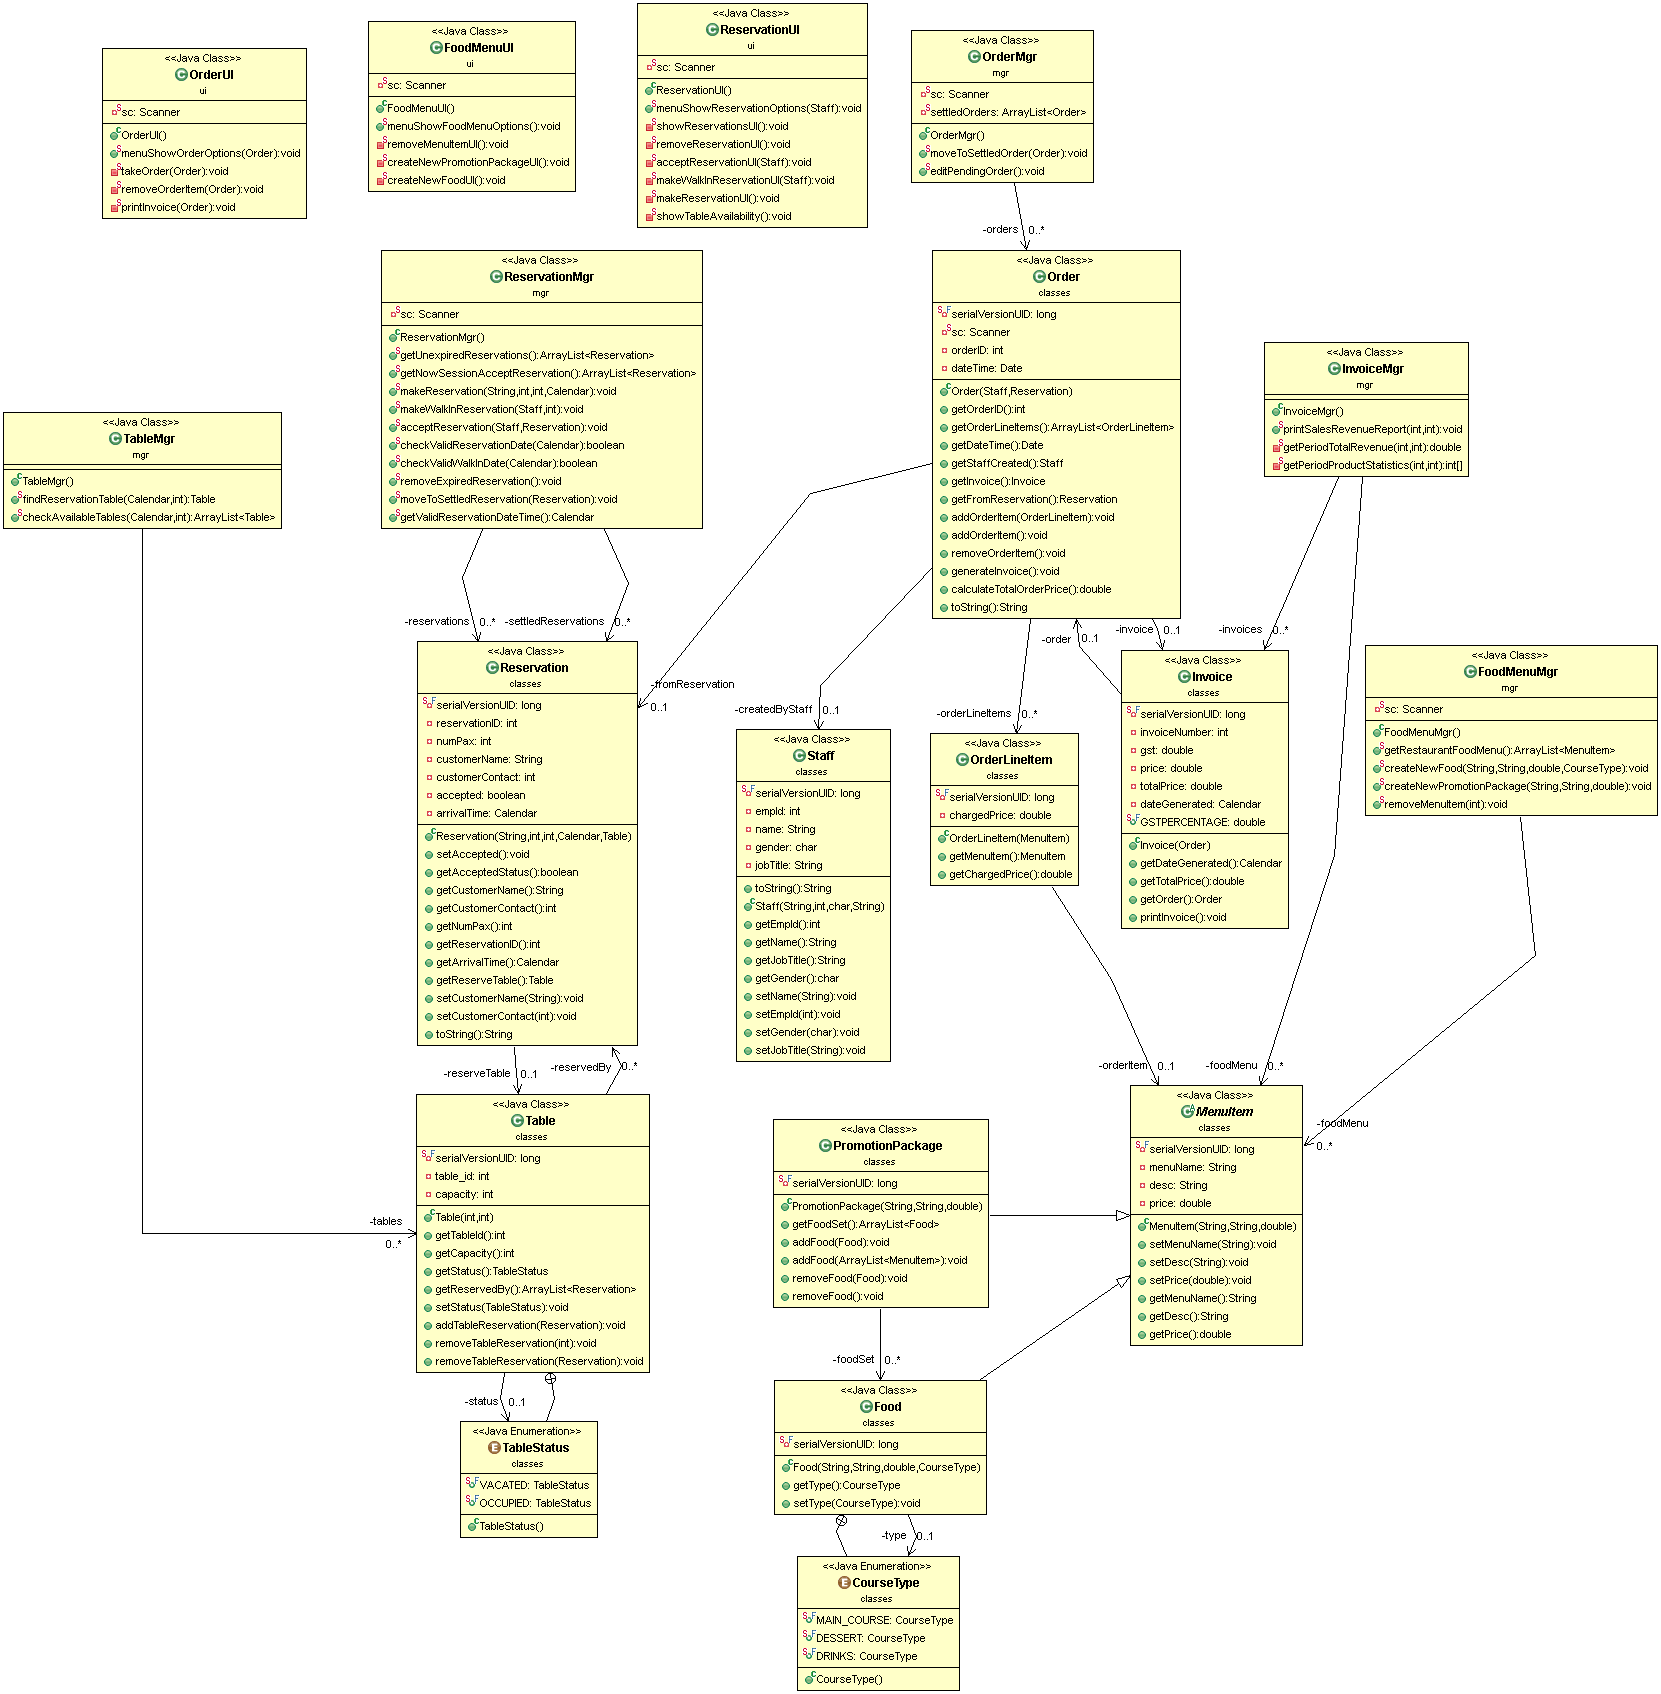 <<Java Class>>
OrderUI
ui
sc: Scanner
OrderUI()
menuShowOrderOptions(Order):void
takeOrder(Order):void
removeOrderItem(Order):void
printInvoice(Order):void
<<Java Class>>
FoodMenuUI
ui
sc: Scanner
FoodMenuUI()
menuShowFoodMenuOptions():void
removeMenuItemUI():void
createNewPromotionPackageUI():void
createNewFoodUI():void
<<Java Class>>
ReservationUI
ui
sc: Scanner
ReservationUI()
menuShowReservationOptions(Staff):void
showReservationsUI():void
removeReservationUI():void
acceptReservationUI(Staff):void
makeWalkInReservationUI(Staff):void
makeReservationUI():void
showTableAvailability():void
<<Java Class>>
OrderMgr
mgr
sc: Scanner
settledOrders: ArrayList<Order>
OrderMgr()
moveToSettledOrder(Order):void
editPendingOrder():void
-orders 0..*
<<Java Class>>
ReservationMgr
mgr
sc: Scanner
ReservationMgr()
getUnexpiredReservations():ArrayList<Reservation>
getNowSessionAcceptReservation():ArrayList<Reservation>
makeReservation(String,int,int,Calendar):void
makeWalkInReservation(Staff,int):void
acceptReservation(Staff,Reservation):void
checkValidReservationDate(Calendar):boolean
checkValidWalkInDate(Calendar):boolean
removeExpiredReservation():void
moveToSettledReservation(Reservation):void
getValidReservationDateTime():Calendar
<<Java Class>>
Order
classes
serialVersionUID: long
sc: Scanner
orderID: int
dateTime: Date
Order(Staff,Reservation)
getOrderID():int
getOrderLineItems():ArrayList<OrderLineItem>
getDateTime():Date
getStaffCreated():Staff
getInvoice():Invoice
getFromReservation():Reservation
addOrderItem(OrderLineItem):void
addOrderItem():void
removeOrderItem():void
generateInvoice():void
calculateTotalOrderPrice():double
toString():String
<<Java Class>>
InvoiceMgr
mgr
InvoiceMgr()
printSalesRevenueReport(int,int):void
getPeriodTotalRevenue(int,int):double
getPeriodProductStatistics(int,int):int[]
<<Java Class>>
TableMgr
mgr
TableMgr()
findReservationTable(Calendar,int):Table
checkAvailableTables(Calendar,int):ArrayList<Table>
-reservations 0..*
-settledReservations 0..*
-fromReservation
0..1
-createdByStaff 0..1
-orderLineItems 0..*
-order 0..1
-invoice 0..1
-invoices 0..*
<<Java Class>>
Reservation
classes
serialVersionUID: long
reservationID: int
numPax: int
customerName: String
customerContact: int
accepted: boolean
arrivalTime: Calendar
Reservation(String,int,int,Calendar,Table)
setAccepted():void
getAcceptedStatus():boolean
getCustomerName():String
getCustomerContact():int
getNumPax():int
getReservationID():int
getArrivalTime():Calendar
getReserveTable():Table
setCustomerName(String):void
setCustomerContact(int):void
toString():String
<<Java Class>>
Staff
classes
serialVersionUID: long
empId: int
name: String
gender: char
jobTitle: String
toString():String
Staff(String,int,char,String)
getEmpId():int
getName():String
getJobTitle():String
getGender():char
setName(String):void
setEmpId(int):void
setGender(char):void
setJobTitle(String):void
<<Java Class>>
OrderLineItem
classes
serialVersionUID: long
chargedPrice: double
OrderLineItem(MenuItem)
getMenuItem():MenuItem
getChargedPrice():double
<<Java Class>>
Invoice
classes
serialVersionUID: long
invoiceNumber: int
gst: double
price: double
totalPrice: double
dateGenerated: Calendar
GSTPERCENTAGE: double
Invoice(Order)
getDateGenerated():Calendar
getTotalPrice():double
getOrder():Order
printInvoice():void
<<Java Class>>
FoodMenuMgr
mgr
sc: Scanner
FoodMenuMgr()
getRestaurantFoodMenu():ArrayList<MenuItem>
createNewFood(String,String,double,CourseType):void
createNewPromotionPackage(String,String,double):void
removeMenuItem(int):void
-reserveTable 0..1
-reservedBy 0..*
-orderItem 0..1
-foodMenu 0..*
-foodMenu
0..*
<<Java Class>>
Table
classes
serialVersionUID: long
table_id: int
capacity: int
Table(int,int)
getTableId():int
getCapacity():int
getStatus():TableStatus
getReservedBy():ArrayList<Reservation>
setStatus(TableStatus):void
addTableReservation(Reservation):void
removeTableReservation(int):void
removeTableReservation(Reservation):void
-tables
0..*
<<Java Class>>
PromotionPackage
classes
serialVersionUID: long
PromotionPackage(String,String,double)
getFoodSet():ArrayList<Food>
addFood(Food):void
addFood(ArrayList<MenuItem>):void
removeFood(Food):void
removeFood():void
<<Java Class>>
MenuItem
classes
serialVersionUID: long
menuName: String
desc: String
price: double
MenuItem(String,String,double)
setMenuName(String):void
setDesc(String):void
setPrice(double):void
getMenuName():String
getDesc():String
getPrice():double
-foodSet 0..*
-status 0..1
<<Java Enumeration>>
TableStatus
classes
VACATED: TableStatus
OCCUPIED: TableStatus
TableStatus()
<<Java Class>>
Food
classes
serialVersionUID: long
Food(String,String,double,CourseType)
getType():CourseType
setType(CourseType):void
-type 0..1
<<Java Enumeration>>
CourseType
classes
MAIN_COURSE: CourseType
DESSERT: CourseType
DRINKS: CourseType
CourseType()